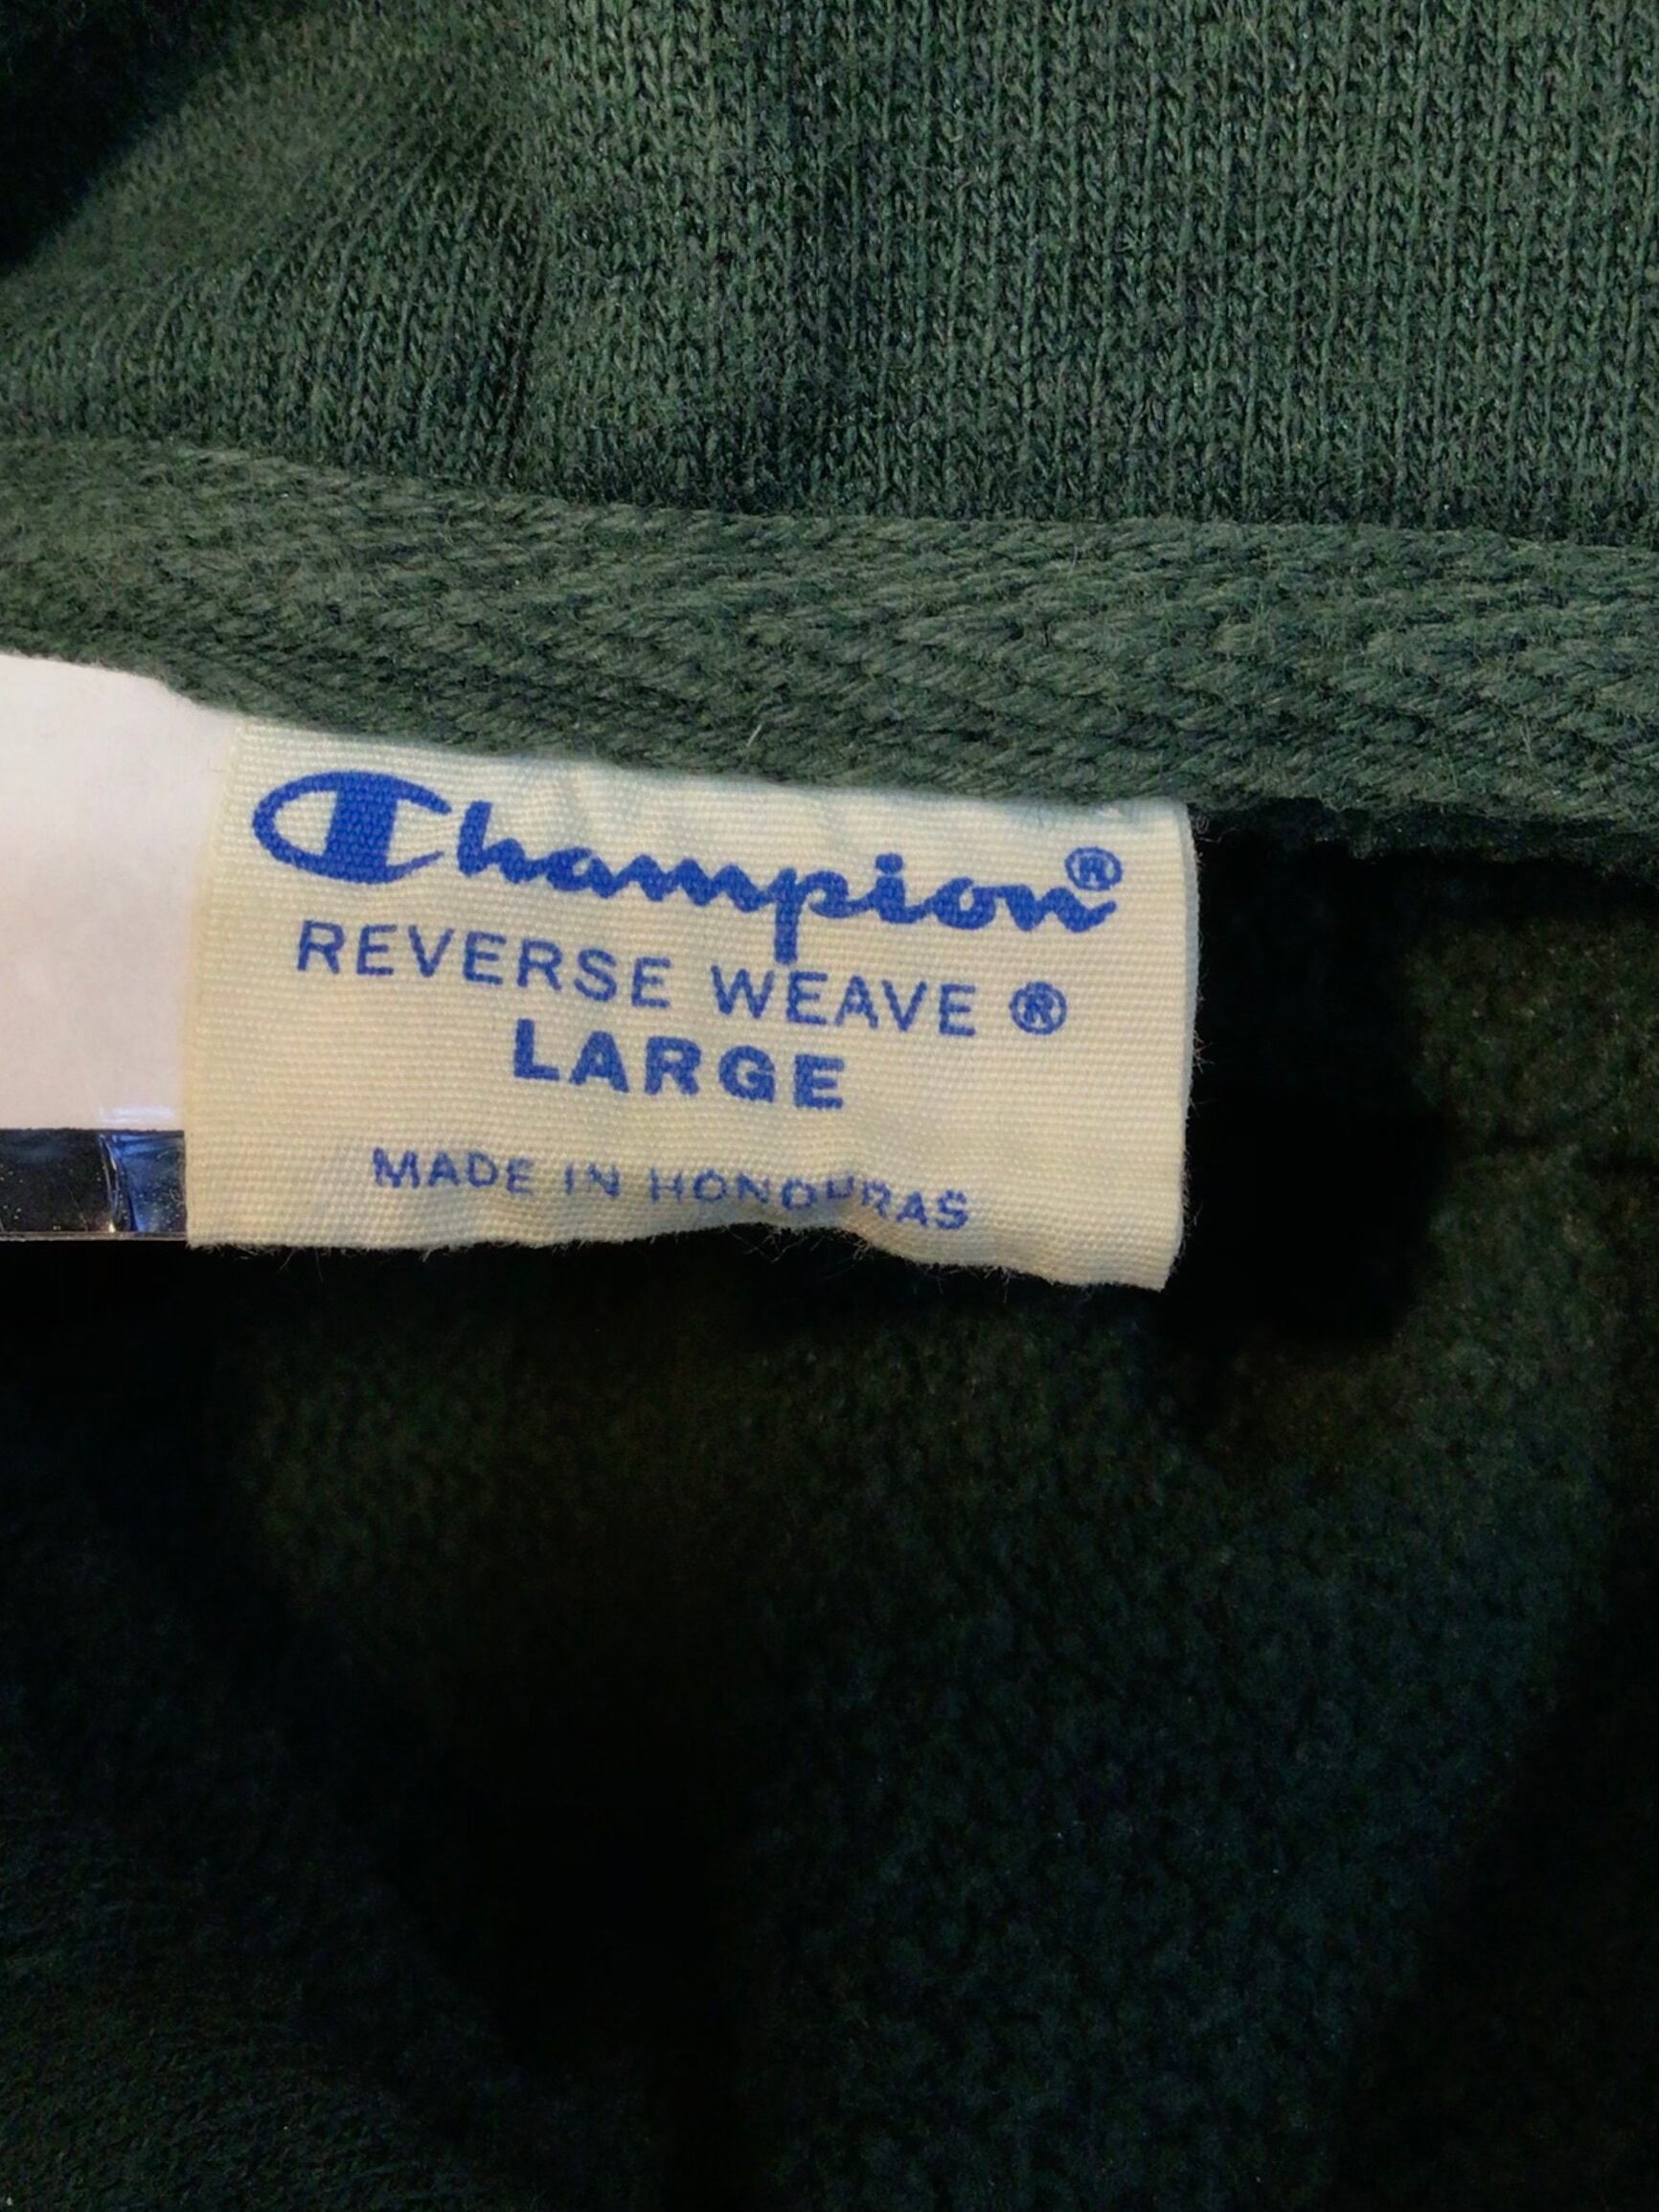 Champion®
REVERSE WEAVE ®
LARGE
MADE IN HONDURAS